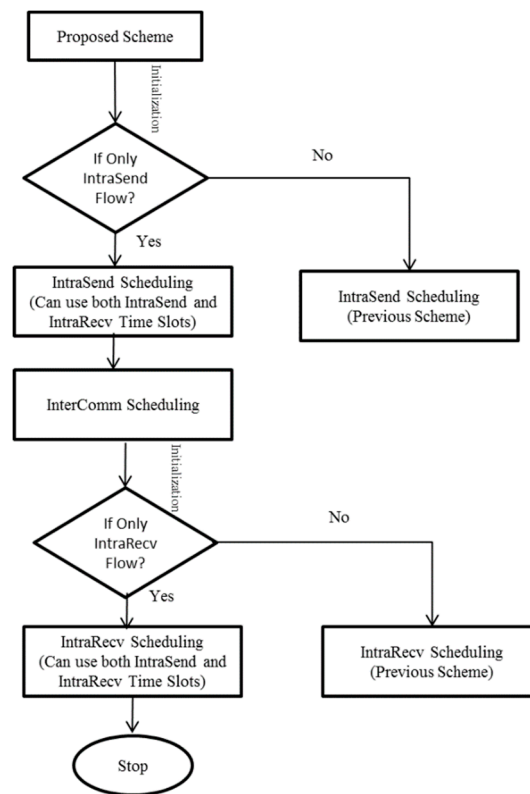 Proposed Scheme
Initialization
If Only
IntraSend
Flow?
No
Yes
IntraSend Scheduling
(Can use both IntraSend and
IntraRecv Time Slots)
IntraSend Scheduling
(Previous Scheme)
InterComm Scheduling
Initialization
If Only
IntraRecv
Flow?
No
Yes
IntraRecv Scheduling
(Can use both IntraSend and
IntraRecv Time Slots)
IntraRecv Scheduling
(Previous Scheme)
Stop